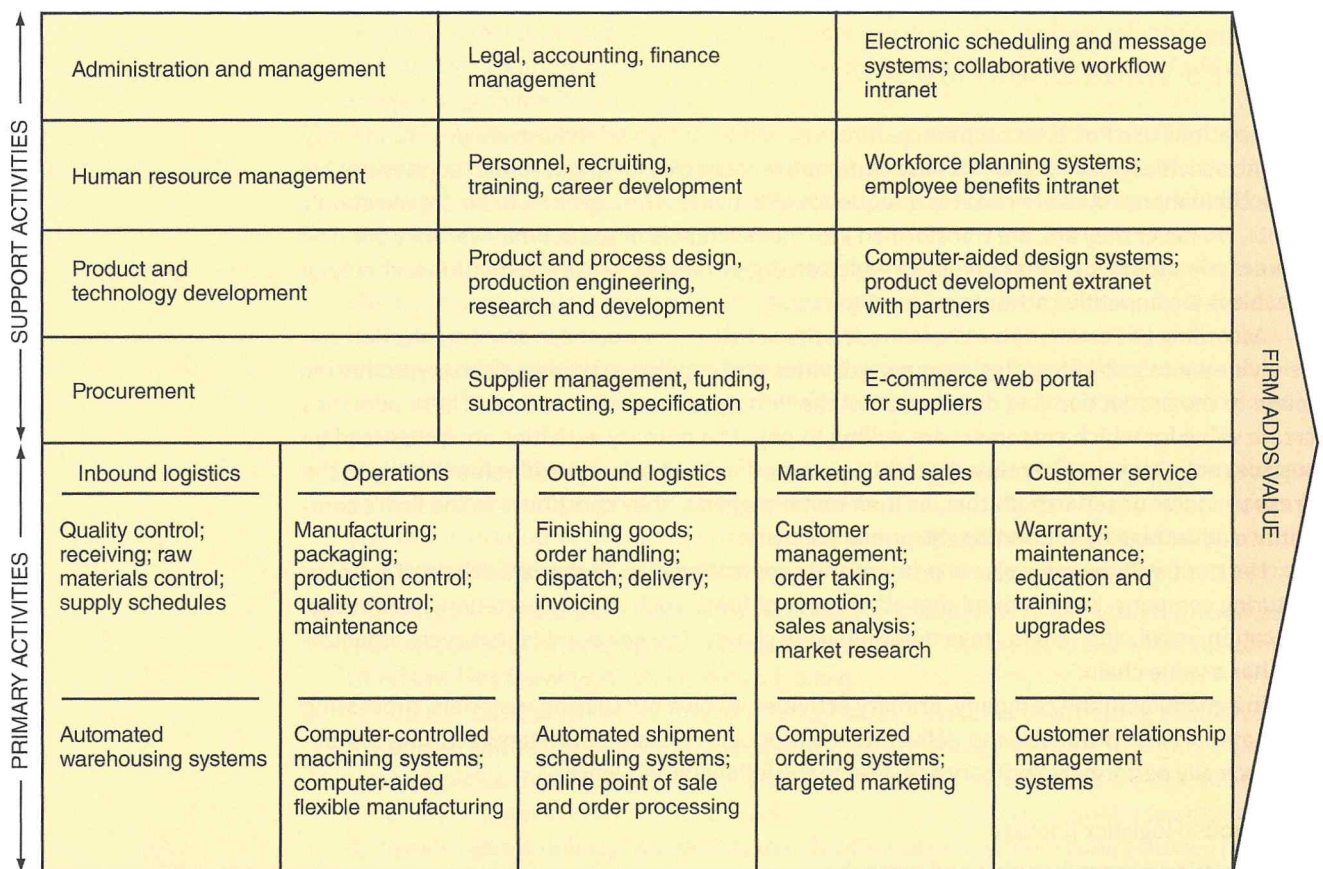 SUPPORT ACTIVITIES
Administration and management
Legal, accounting, finance
management
Electronic scheduling and message
systems; collaborative workflow
intranet
Human resource management
Personnel, recruiting,
training, career development
Workforce planning systems;
employee benefits intranet
Product and
technology development
Product and process design,
production engineering,
research and development
Computer-aided design systems;
product development extranet
with partners
Procurement
Supplier management, funding,
subcontracting, specification
E-commerce web portal
for suppliers
PRIMARY ACTIVITIES
Inbound logistics
Quality control;
receiving; raw
materials control;
supply schedules
Automated
warehousing systems
Operations
Manufacturing;
packaging;
production control;
quality control;
maintenance
Computer-controlled
machining systems;
computer-aided
flexible manufacturing
Outbound logistics
Finishing goods;
order handling;
dispatch; delivery;
invoicing
Automated shipment
scheduling systems;
online point of sale
and order processing
Marketing and sales
Customer
management;
order taking;
promotion;
sales analysis;
market research
Computerized
ordering systems;
targeted marketing
Customer service
Warranty;
maintenance;
education and
training;
upgrades
Customer relationship
management
systems
FIRM ADDS VALUE